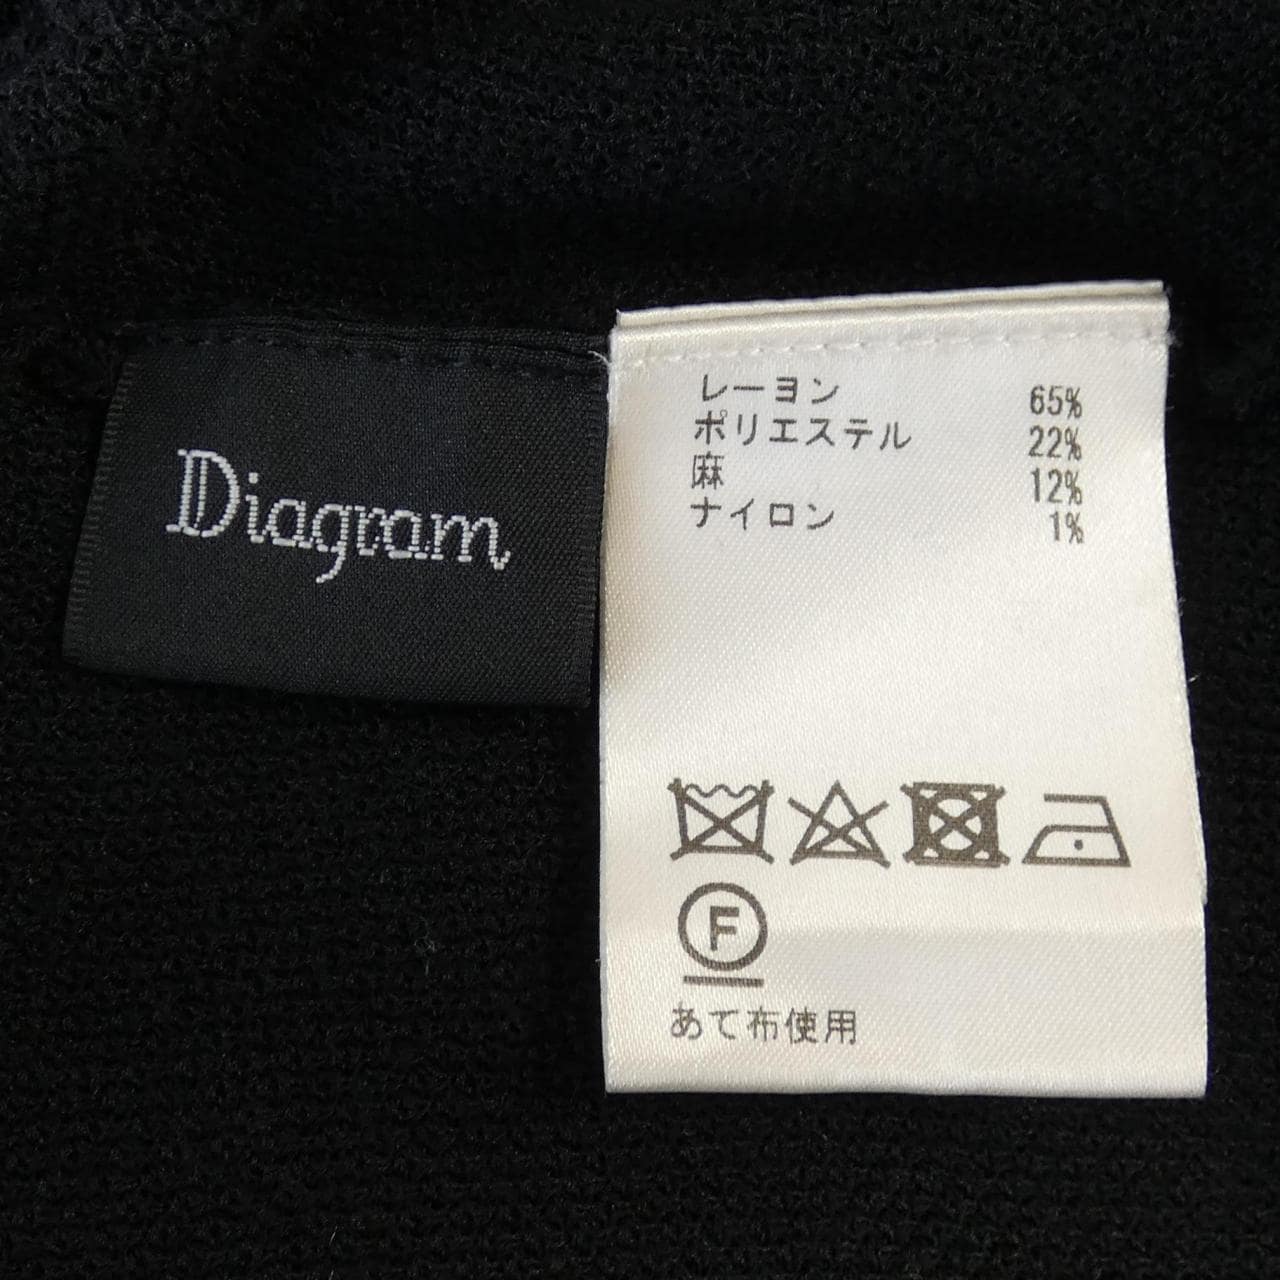 Diagram
レーヨン 65%
ポリエステル 22%
麻 12%
ナイロン 1%
F
あて布使用